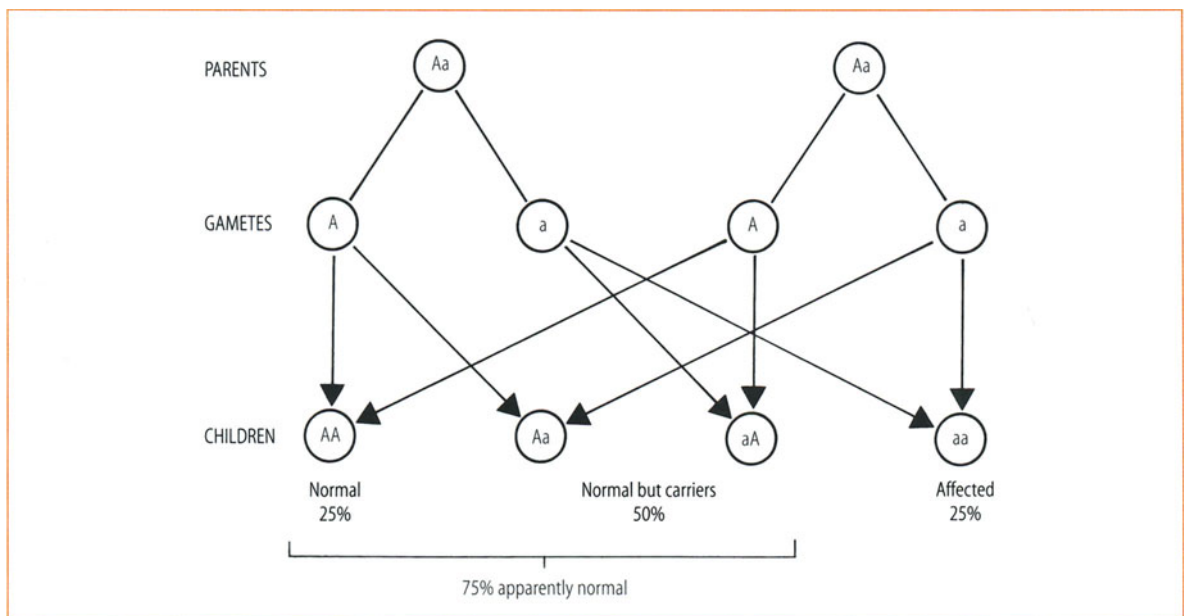 PARENTS
Aa
Aa
GAMETES
A
a
A
a
CHILDREN
AA
Aa
aA
aa
Normal
25%
Normal but carriers
50%
Affected
25%
75% apparently normal